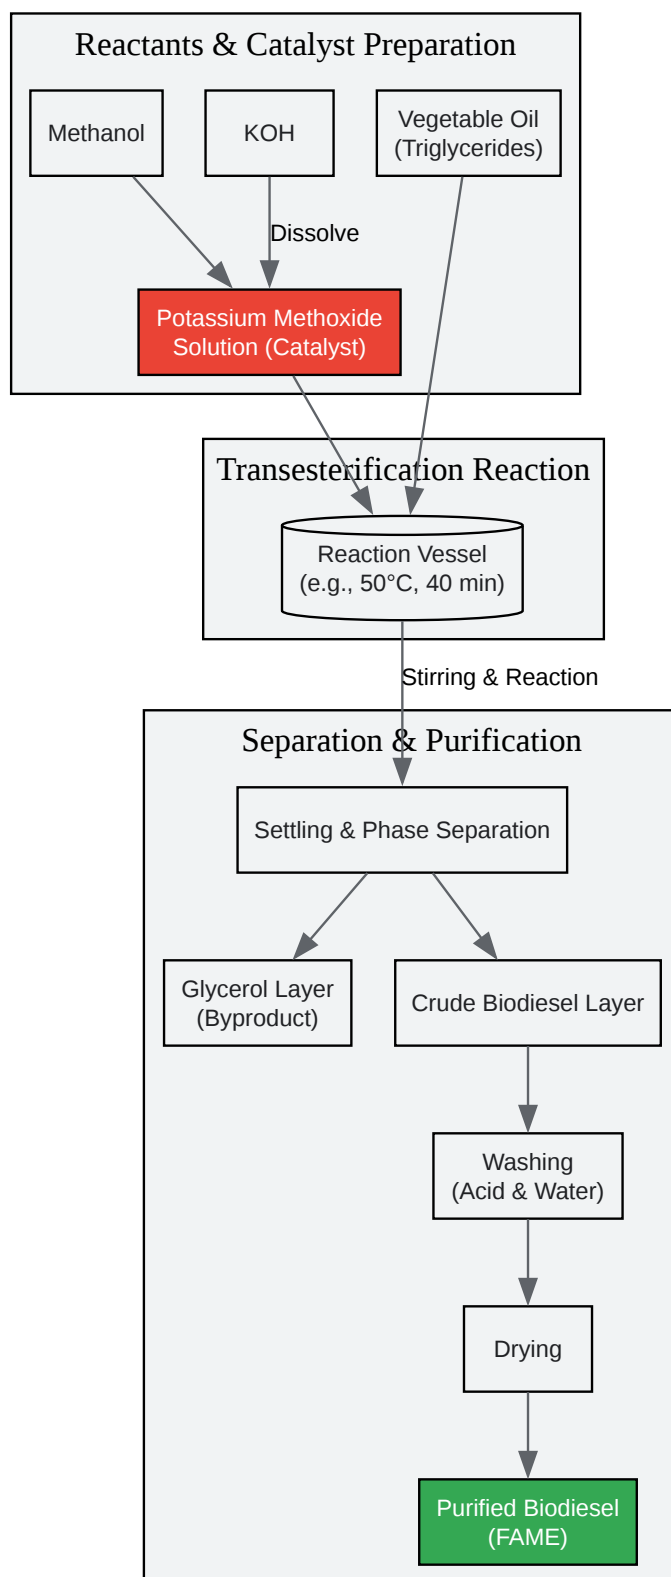 Reactants & Catalyst Preparation
Methanol
KOH
Vegetable Oil
(Triglycerides)
Dissolve
Potassium Methoxide
Solution (Catalyst)
Transesterification Reaction
Reaction Vessel
(e.g., 50°C, 40 min)
Stirring & Reaction
Separation & Purification
Settling & Phase Separation
Glycerol Layer
(Byproduct)
Crude Biodiesel Layer
Washing
(Acid & Water)
Drying
Purified Biodiesel
(FAME)